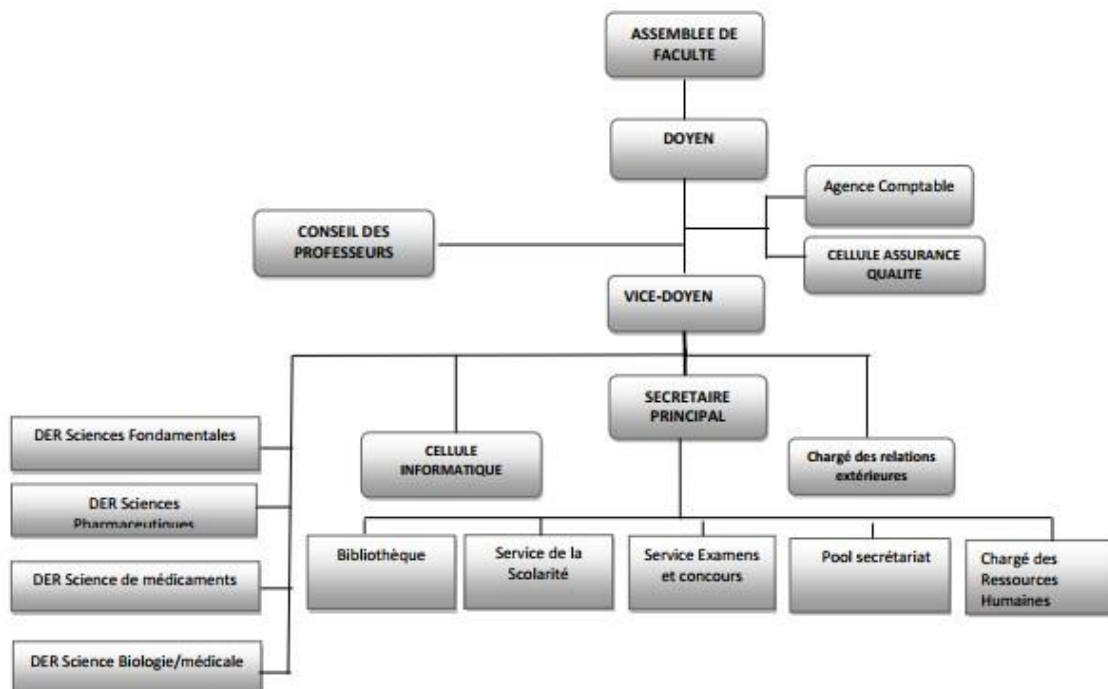 ASSEMBLEE DE
FACULTE
DOYEN
Agence Comptable
CONSEIL DES
PROFESSEURS
CELLULE ASSURANCE
QUALITE
VICE-DOYEN
SECRETAIRE
PRINCIPAL
DER Sciences Fondamentales
CELLULE
INFORMATIQUE
Chargé des relations
extérieures
DER Sciences
Pharmaceutiques
DER Science de médicaments
DER Science Biologie/médicale
Bibliothèque
Service de la
Scolarité
Service Examens
et concours
Pool secrétariat
Chargé des
Ressources
Humaines